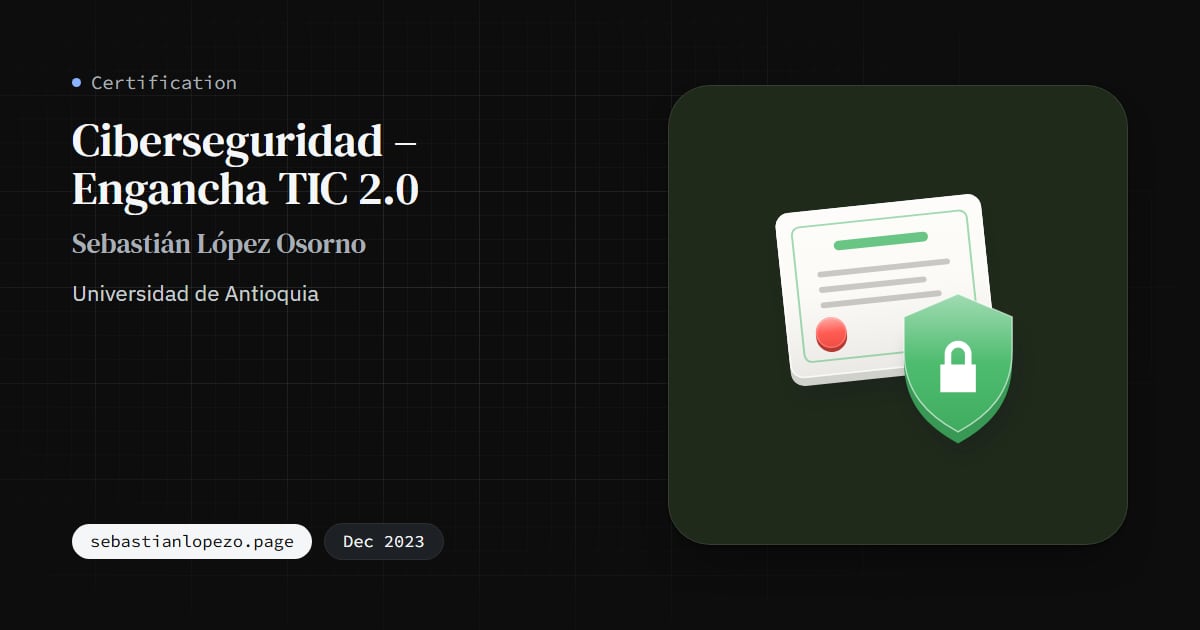 Certification
Ciberseguridad –
Engancha TIC 2.0
Sebastián López Osorno
Universidad de Antioquia
sebastianlopezo.page
Dec 2023